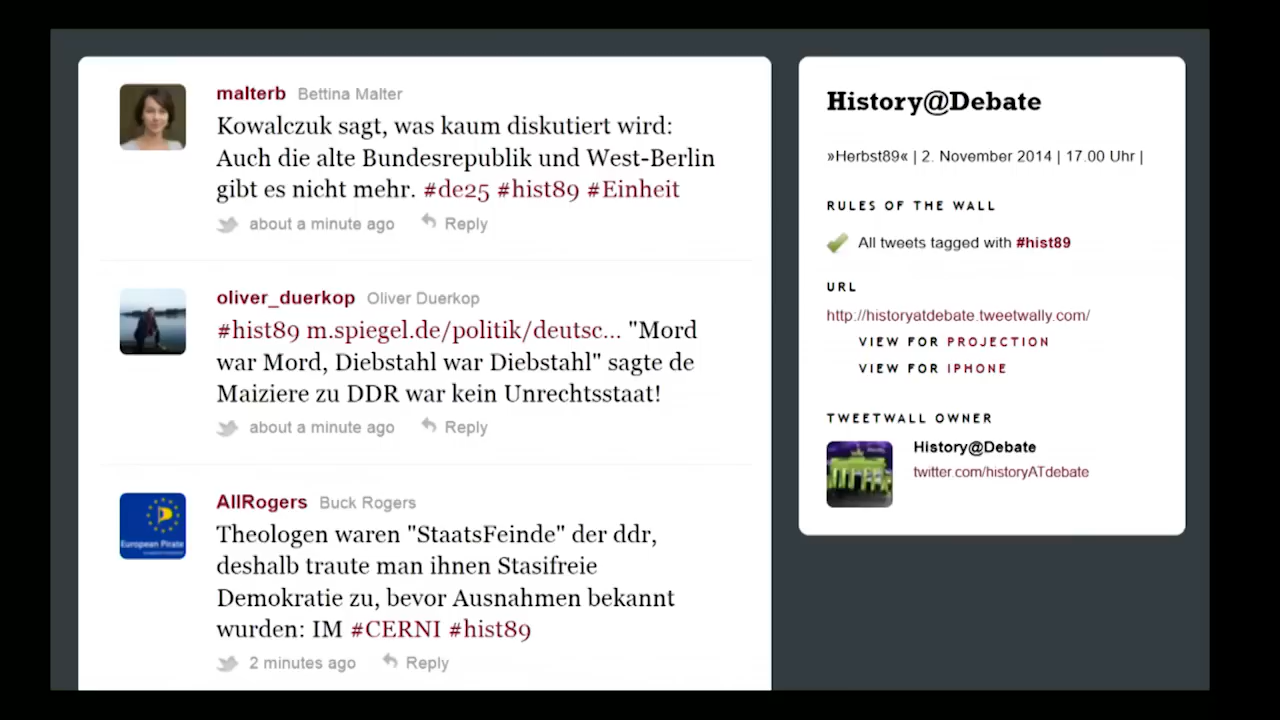 malterb Bettina Malter
Kowalczuk sagt, was kaum diskutiert wird:
Auch die alte Bundesrepublik und West-Berlin
gibt es nicht mehr. #de25 #hist89 #Einheit
about a minute ago Reply
oliver_duerkop Oliver Duerkop
#hist89 m.spiegel.de/politik/deutsc... "Mord
war Mord, Diebstahl war Diebstahl" sagte de
Maiziere zu DDR war kein Unrechtsstaat!
about a minute ago Reply
European Pirate
AllRogers Buck Rogers
Theologen waren "StaatsFeinde" der ddr,
deshalb traute man ihnen Stasifreie
Demokratie zu, bevor Ausnahmen bekannt
wurden: IM #CERNI #hist89
2 minutes ago Reply
History@Debate
»Herbst89« | 2. November 2014 | 17.00 Uhr |
RULES OF THE WALL
All tweets tagged with #hist89
URL
http://historyatdebate.tweetwally.com/
VIEW FOR PROJECTION
VIEW FOR IPHONE
TWEETWALL OWNER
History@Debate
twitter.com/historyATdebate